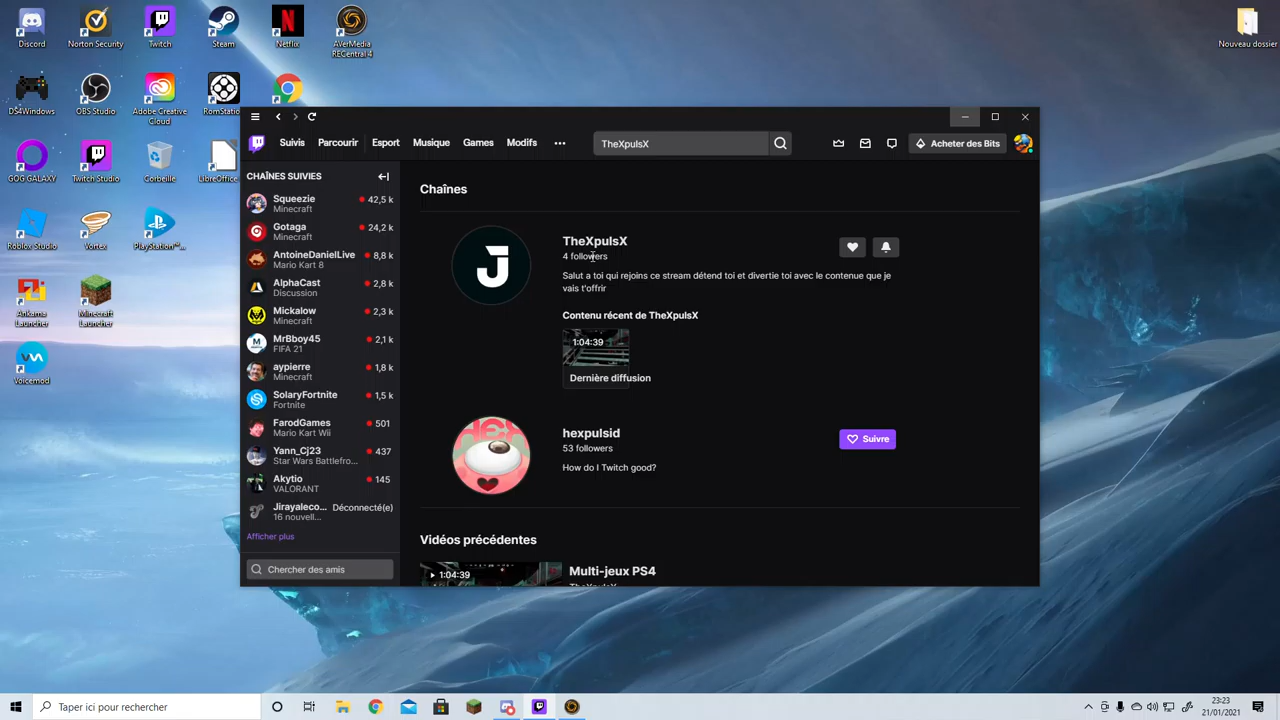 Discord
Norton Security
Twitch
Steam
Netflix
AVerMedia
RECentral 4
Nouveau dossier
DS4Windows
OBS Studio
Adobe Creative
Cloud
RomStation
GOG GALAXY
Twitch Studio
Corbeille
LibreOffice
Roblox Studio
Vortex
PlayStation™...
Ankama
Launcher
Minecraft
Launcher
Voicemod
Suivis
Parcourir
Esport
Musique
Games
Modifs
TheXpulsX
Acheter des Bits
CHAÎNES SUIVIES
Squeezie
42,5 k
Minecraft
Gotaga
24,2 k
Minecraft
AntoineDanielLive
8,8 k
Mario Kart 8
AlphaCast
2,8 k
Discussion
Mickalow
2,3 k
Minecraft
MrBboy45
2,1 k
FIFA 21
aypierre
1,8 k
Minecraft
SolaryFortnite
1,5 k
Fortnite
FarodGames
501
Mario Kart Wii
Yann_Cj23
437
Star Wars Battlefro...
Akytio
145
VALORANT
Jirayaleco...
Déconnecté(e)
16 nouvell...
Afficher plus
Chercher des amis
Chaînes
J
TheXpulsX
4 followers
Salut a toi qui rejoins ce stream détend toi et divertie toi avec le contenue que je
vais t'offrir
Contenu récent de TheXpulsX
1:04:39
Dernière diffusion
hexpulsid
53 followers
Suivre
How do I Twitch good?
Vidéos précédentes
1:04:39
Multi-jeux PS4
Taper ici pour rechercher
23:23
21/01/2021